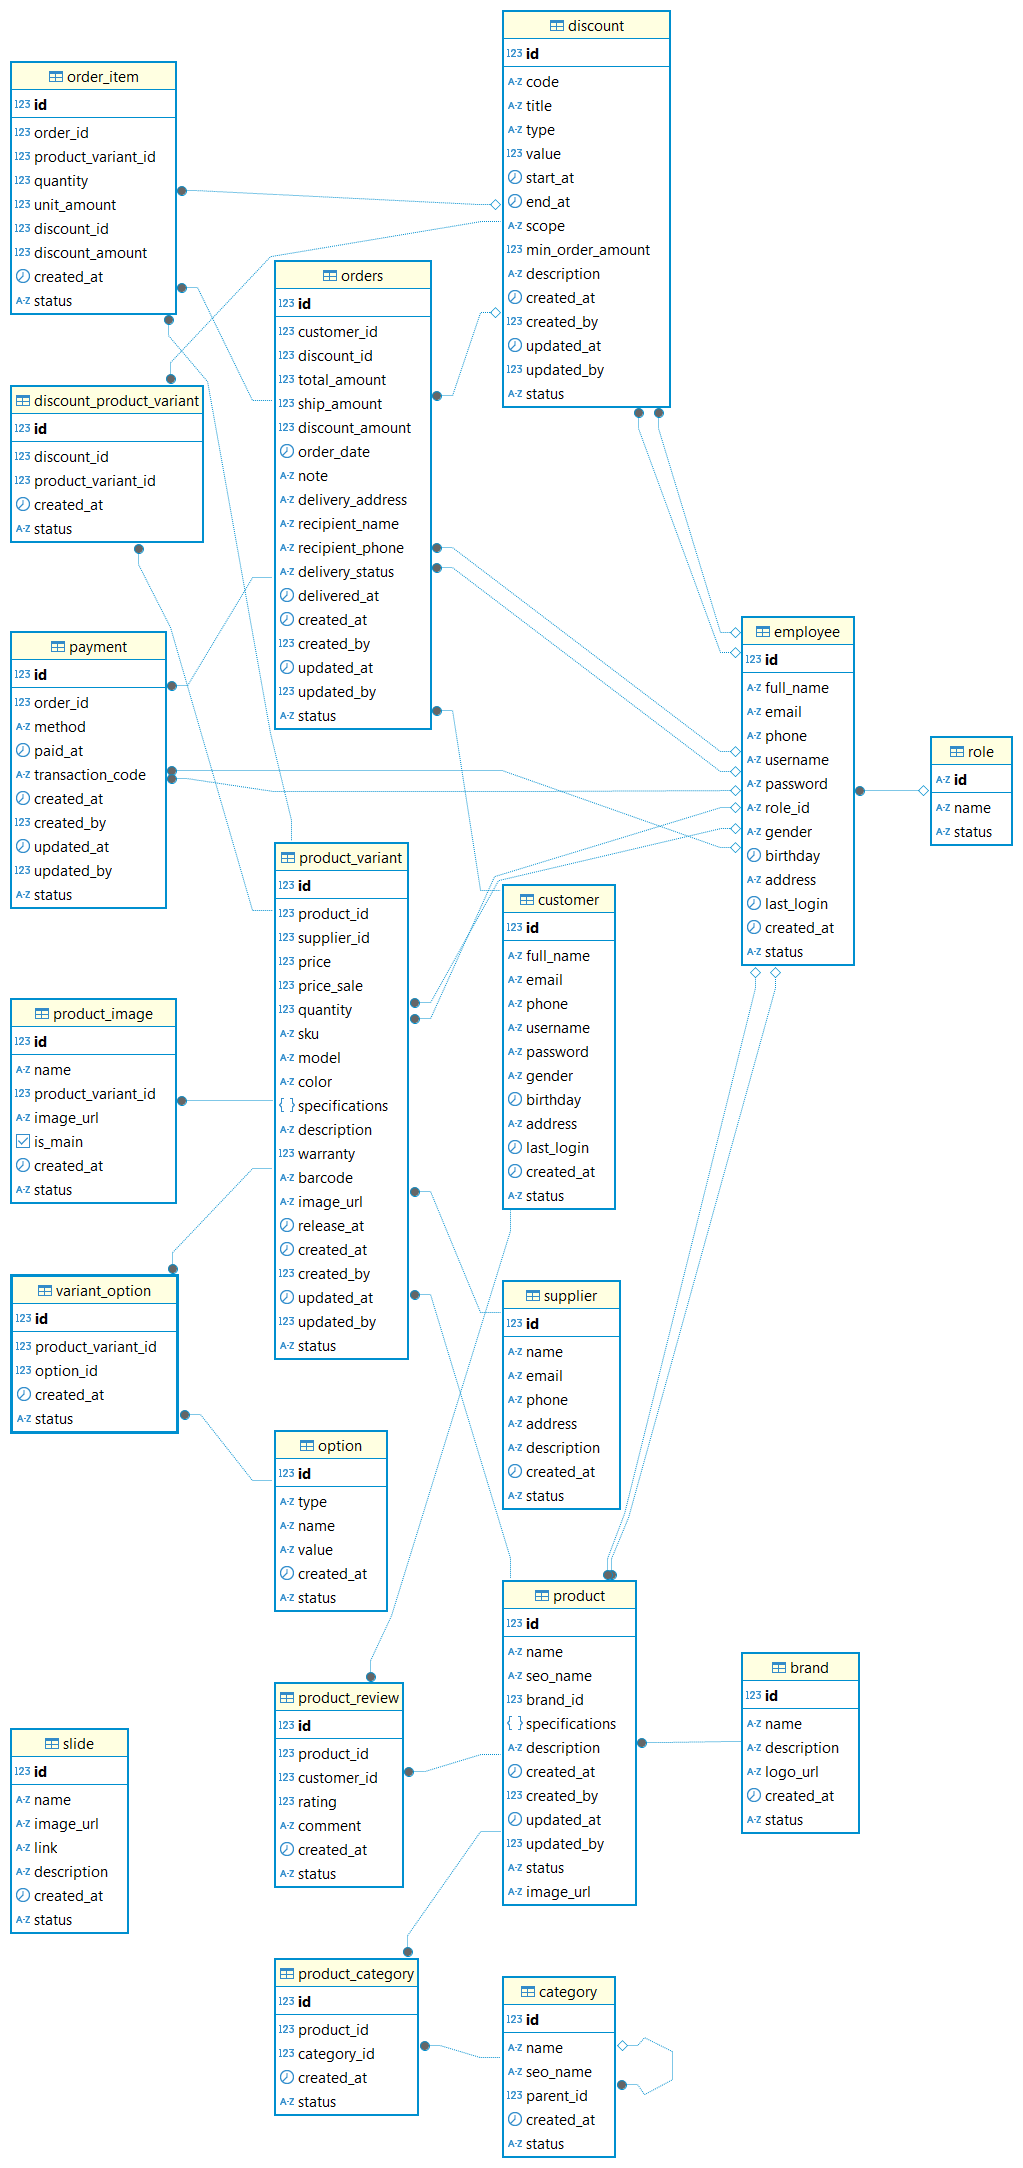 discount
123 id
A-Z code
A-Z title
A-Z type
123 value
start_at
end_at
A-Z scope
123 min_order_amount
A-Z description
created_at
123 created_by
updated_at
123 updated_by
A-Z status
order_item
123 id
123 order_id
123 product_variant_id
123 quantity
123 unit_amount
123 discount_id
123 discount_amount
created_at
A-Z status
orders
123 id
123 customer_id
123 discount_id
123 total_amount
123 ship_amount
123 discount_amount
order_date
A-Z note
A-Z delivery_address
A-Z recipient_name
A-Z recipient_phone
A-Z delivery_status
delivered_at
created_at
123 created_by
updated_at
123 updated_by
A-Z status
discount_product_variant
123 id
123 discount_id
123 product_variant_id
created_at
A-Z status
payment
123 id
123 order_id
A-Z method
paid_at
A-Z transaction_code
created_at
123 created_by
updated_at
123 updated_by
A-Z status
employee
123 id
A-Z full_name
A-Z email
A-Z phone
A-Z username
A-Z password
A-Z role_id
A-Z gender
birthday
A-Z address
last_login
created_at
A-Z status
role
A-Z id
A-Z name
A-Z status
product_variant
123 id
123 product_id
123 supplier_id
123 price
123 price_sale
123 quantity
A-Z sku
A-Z model
A-Z color
{ } specifications
A-Z description
123 warranty
A-Z barcode
A-Z image_url
release_at
created_at
123 created_by
updated_at
123 updated_by
A-Z status
customer
123 id
A-Z full_name
A-Z email
A-Z phone
A-Z username
A-Z password
A-Z gender
birthday
A-Z address
last_login
created_at
A-Z status
product_image
123 id
A-Z name
123 product_variant_id
A-Z image_url
is_main
created_at
A-Z status
variant_option
123 id
123 product_variant_id
123 option_id
created_at
A-Z status
supplier
123 id
A-Z name
A-Z email
A-Z phone
A-Z address
A-Z description
created_at
A-Z status
option
123 id
A-Z type
A-Z name
A-Z value
created_at
A-Z status
product
123 id
A-Z name
A-Z seo_name
123 brand_id
{ } specifications
A-Z description
created_at
123 created_by
updated_at
123 updated_by
A-Z status
A-Z image_url
brand
123 id
A-Z name
A-Z description
A-Z logo_url
created_at
A-Z status
product_review
123 id
123 product_id
123 customer_id
123 rating
A-Z comment
created_at
A-Z status
slide
123 id
A-Z name
A-Z image_url
A-Z link
A-Z description
created_at
A-Z status
product_category
123 id
123 product_id
123 category_id
created_at
A-Z status
category
123 id
A-Z name
A-Z seo_name
123 parent_id
created_at
A-Z status